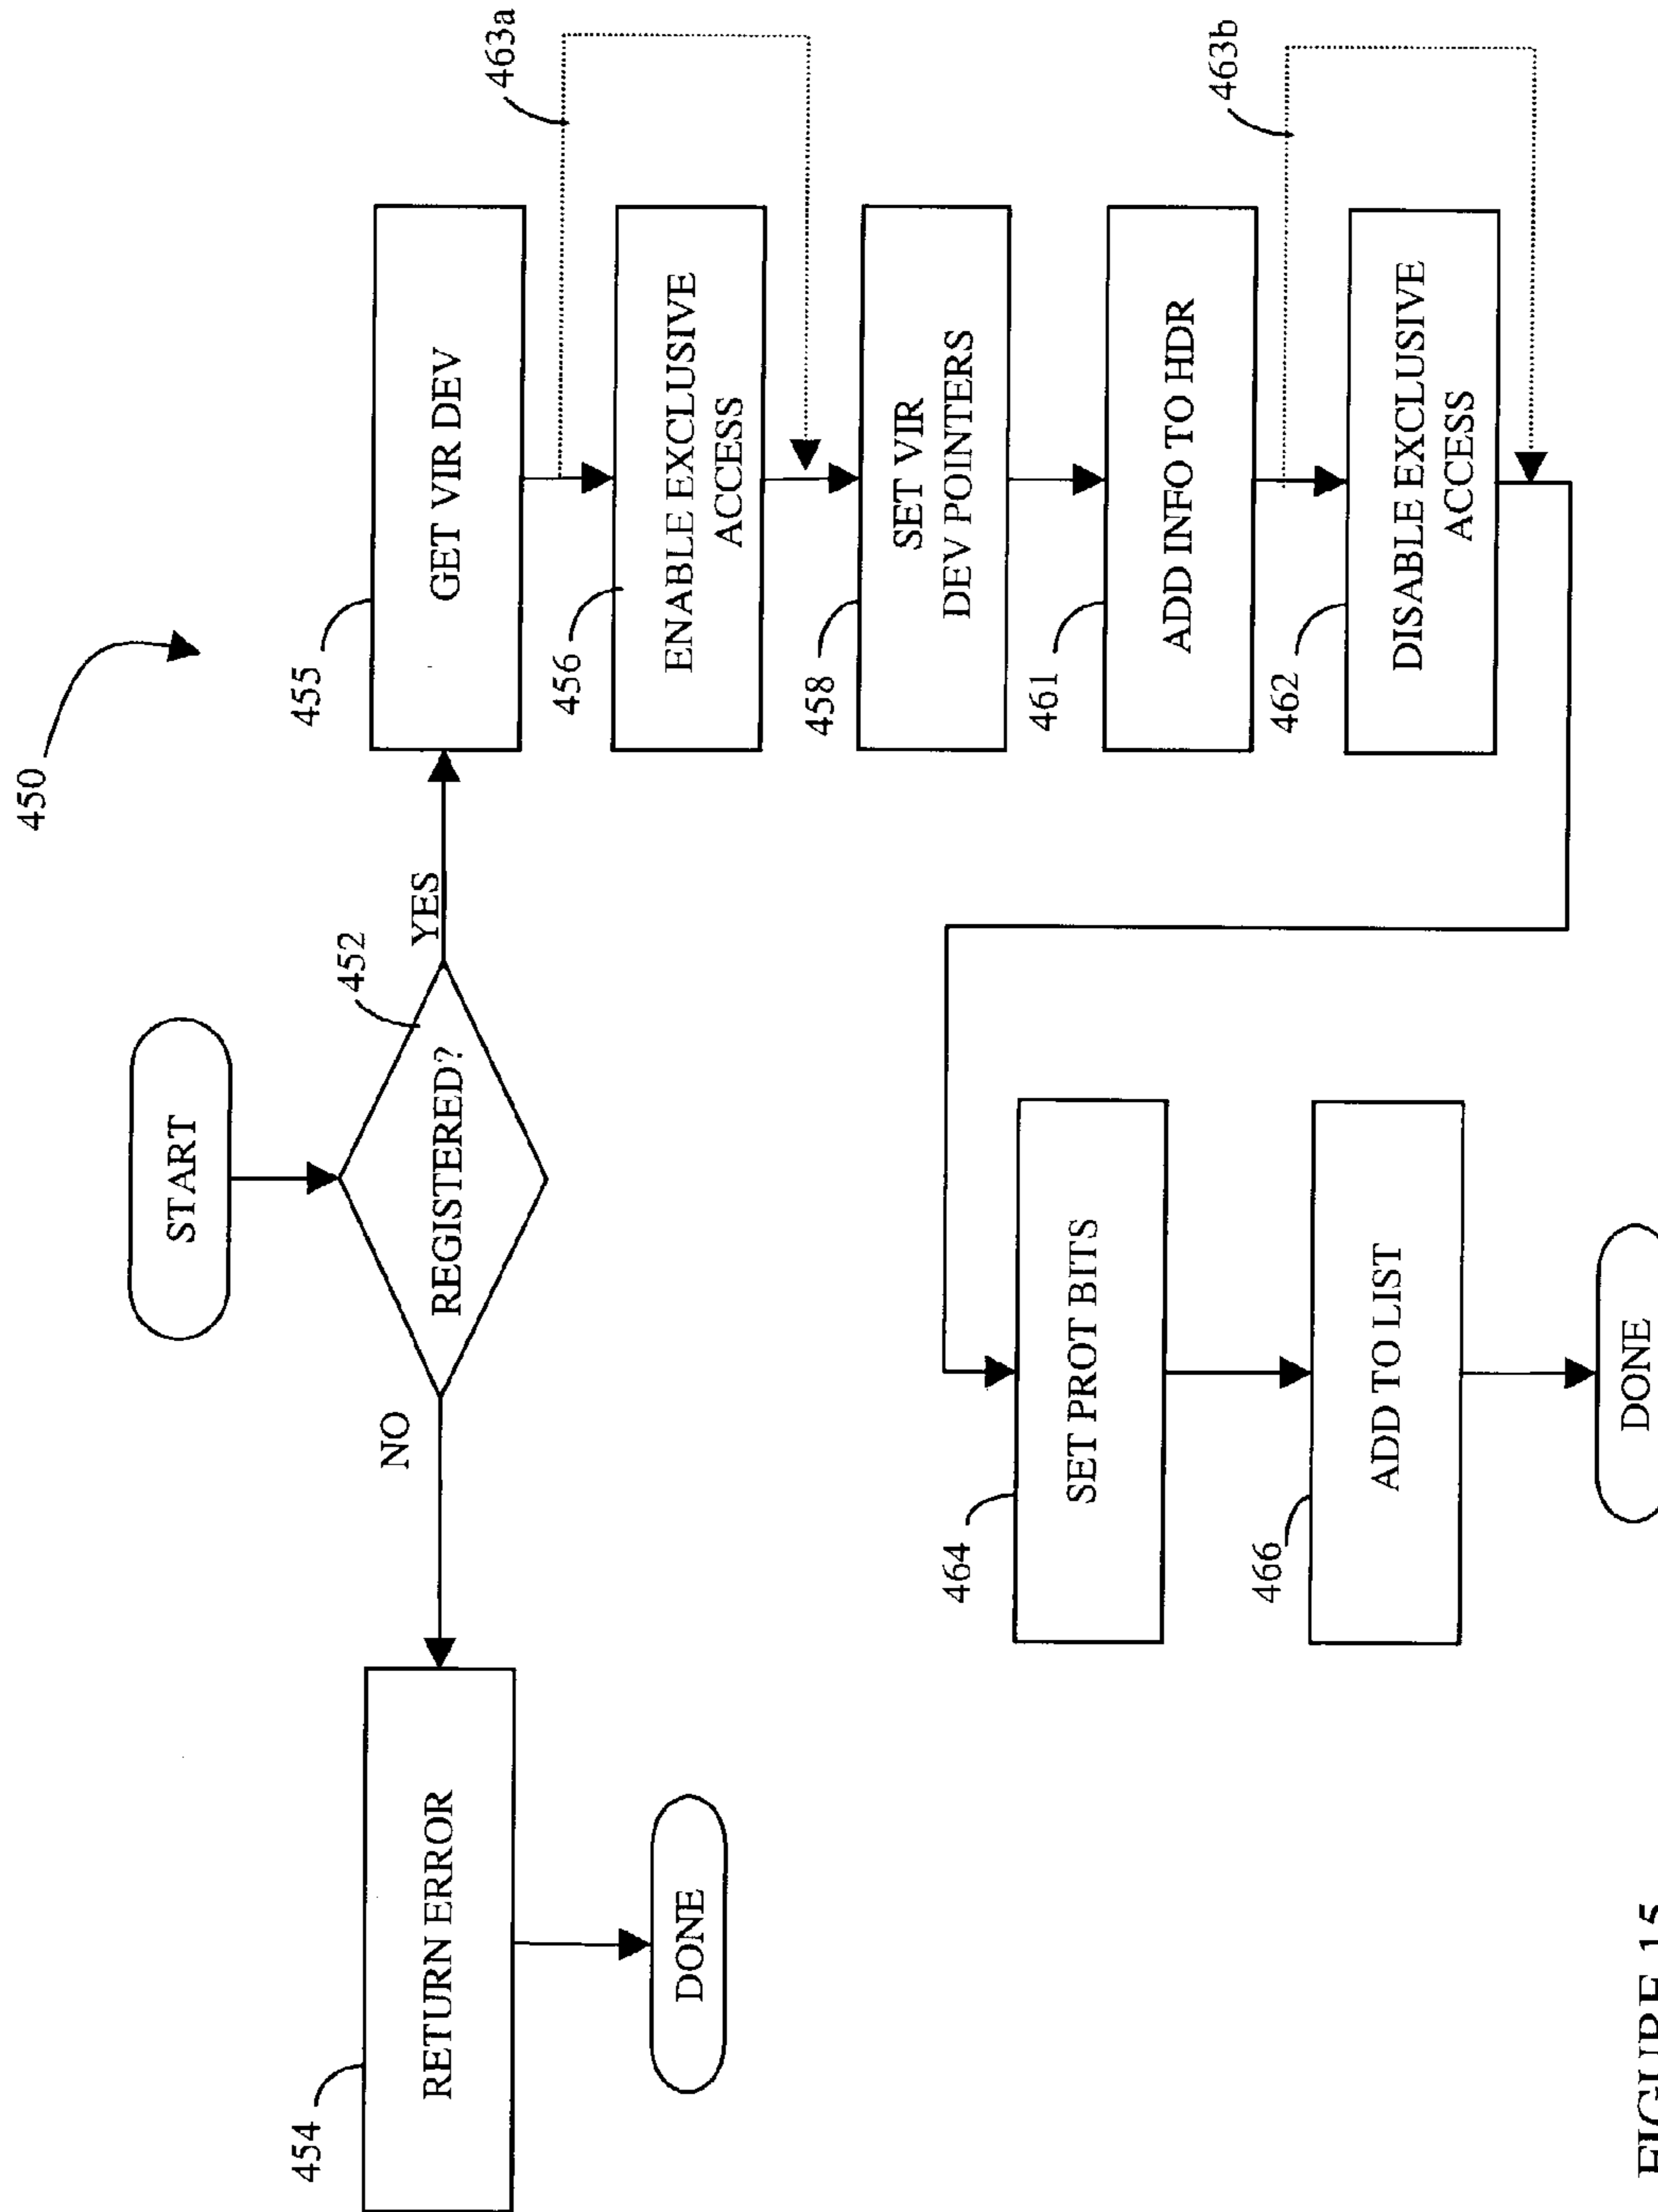 450
START
452
REGISTERED?
NO
YES
454
RETURN ERROR
DONE
455
GET VIR DEV
463a
456
ENABLE EXCLUSIVE
ACCESS
458
SET VIR
DEV POINTERS
461
ADD INFO TO HDR
463b
462
DISABLE EXCLUSIVE
ACCESS
464
SET PROT BITS
466
ADD TO LIST
DONE
FIGURE 15